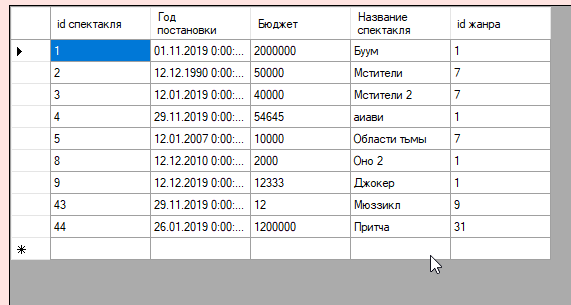 id спектакля Год постановки Бюджет Название спектакля id жанра
1 01.11.2019 0:00:... 2000000 Буум 1
2 12.12.1990 0:00:... 50000 Мстители 7
3 12.01.2019 0:00:... 40000 Мстители 2 7
4 29.11.2019 0:00:... 54645 аиави 1
5 12.01.2007 0:00:... 10000 Области тьмы 7
8 12.12.2010 0:00:... 2000 Оно 2 1
9 12.12.2019 0:00:... 12333 Джокер 1
43 29.11.2019 0:00:... 12 Мюззикл 9
44 26.01.2019 0:00:... 1200000 Притча 31